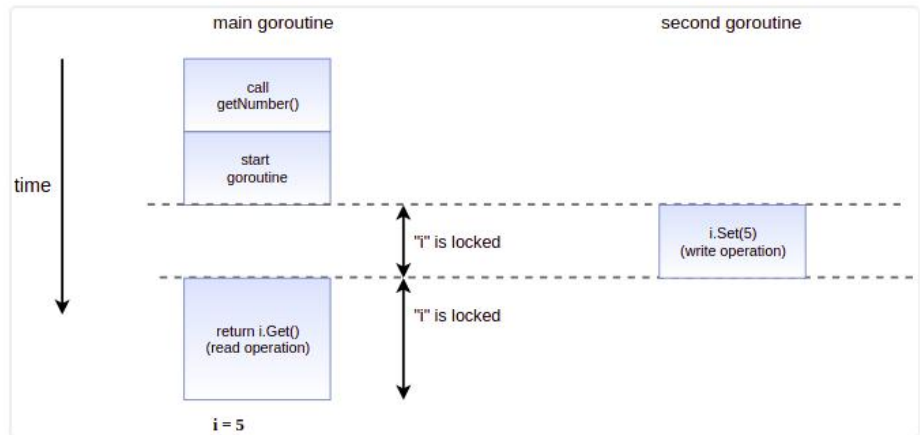 main goroutine
second goroutine
call
getNumber()
start
goroutine
time
"i" is locked
i.Set(5)
(write operation)
"i" is locked
return i.Get()
(read operation)
i = 5